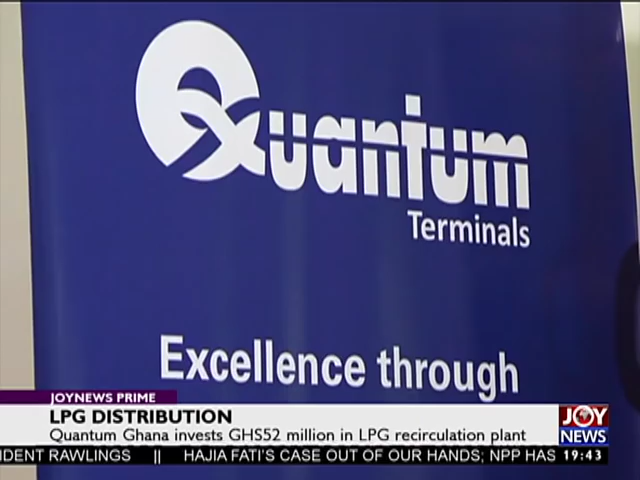 Quantum
Terminals
Excellence through
JOYNEWS PRIME
LPG DISTRIBUTION
Quantum Ghana invests GHS52 million in LPG recirculation plant
JOY
NEWS
IDENT RAWLINGS || HAJIA FATI'S CASE OUT OF OUR HANDS; NPP HAS
19:43